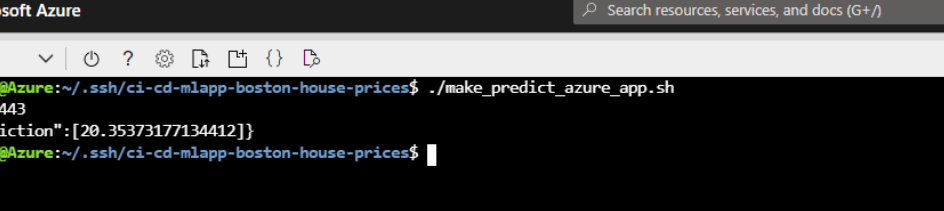 osoft Azure
Search resources, services, and docs (G+/)
@Azure:~/.ssh/ci-cd-mlapp-boston-house-prices$ ./make_predict_azure_app.sh
443
iction":[20.35373177134412]}
@Azure:~/.ssh/ci-cd-mlapp-boston-house-prices$